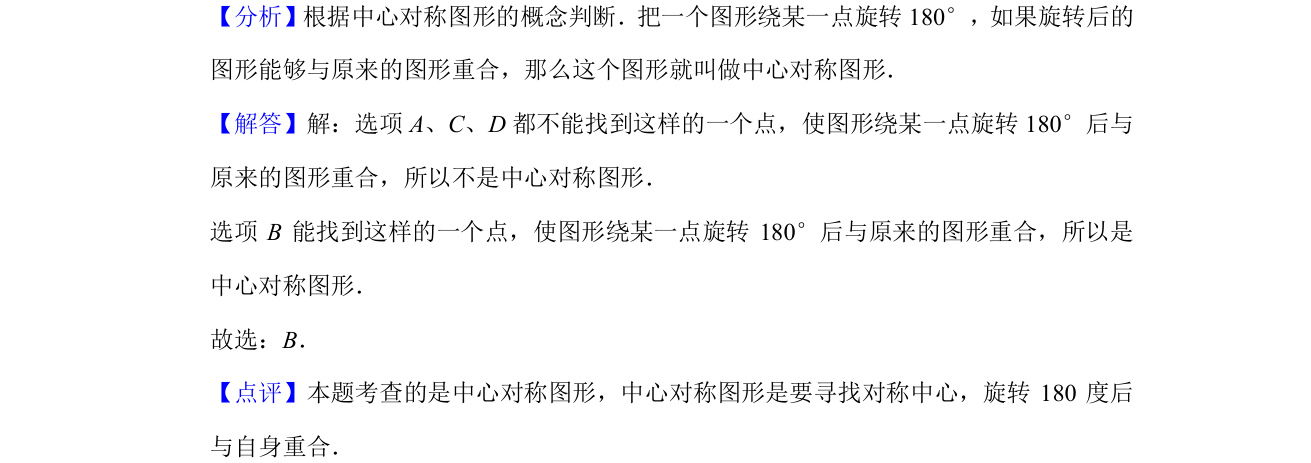 【分析】根据中心对称图形的概念判断．把一个图形绕某一点旋转 180°，如果旋转后的
图形能够与原来的图形重合，那么这个图形就叫做中心对称图形．
【解答】解：选项 A、C、D 都不能找到这样的一个点，使图形绕某一点旋转 180°后与
原来的图形重合，所以不是中心对称图形．
选项 B 能找到这样的一个点，使图形绕某一点旋转 180°后与原来的图形重合，所以是
中心对称图形．
故选：B．
【点评】本题考查的是中心对称图形，中心对称图形是要寻找对称中心，旋转 180 度后
与自身重合．